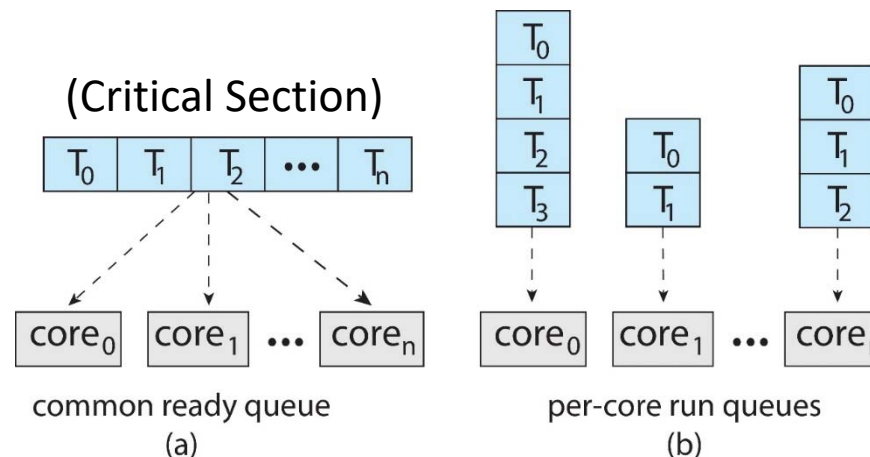 (Critical Section)
T₀ T₁ T₂ ••• Tₙ
core₀ core₁ ••• coreₙ
common ready queue
(a)
T₀
T₁
T₂
T₃
T₀
T₁
T₀
T₁
T₂
core₀ core₁ ••• core
per-core run queues
(b)